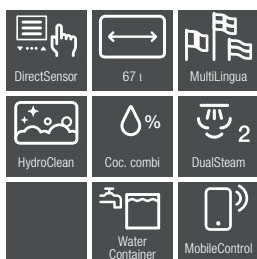 DirectSensor
67 ι
MultiLingua
%
2
HydroClean
Coc. combi
DualSteam
Water
Container
MobileControl